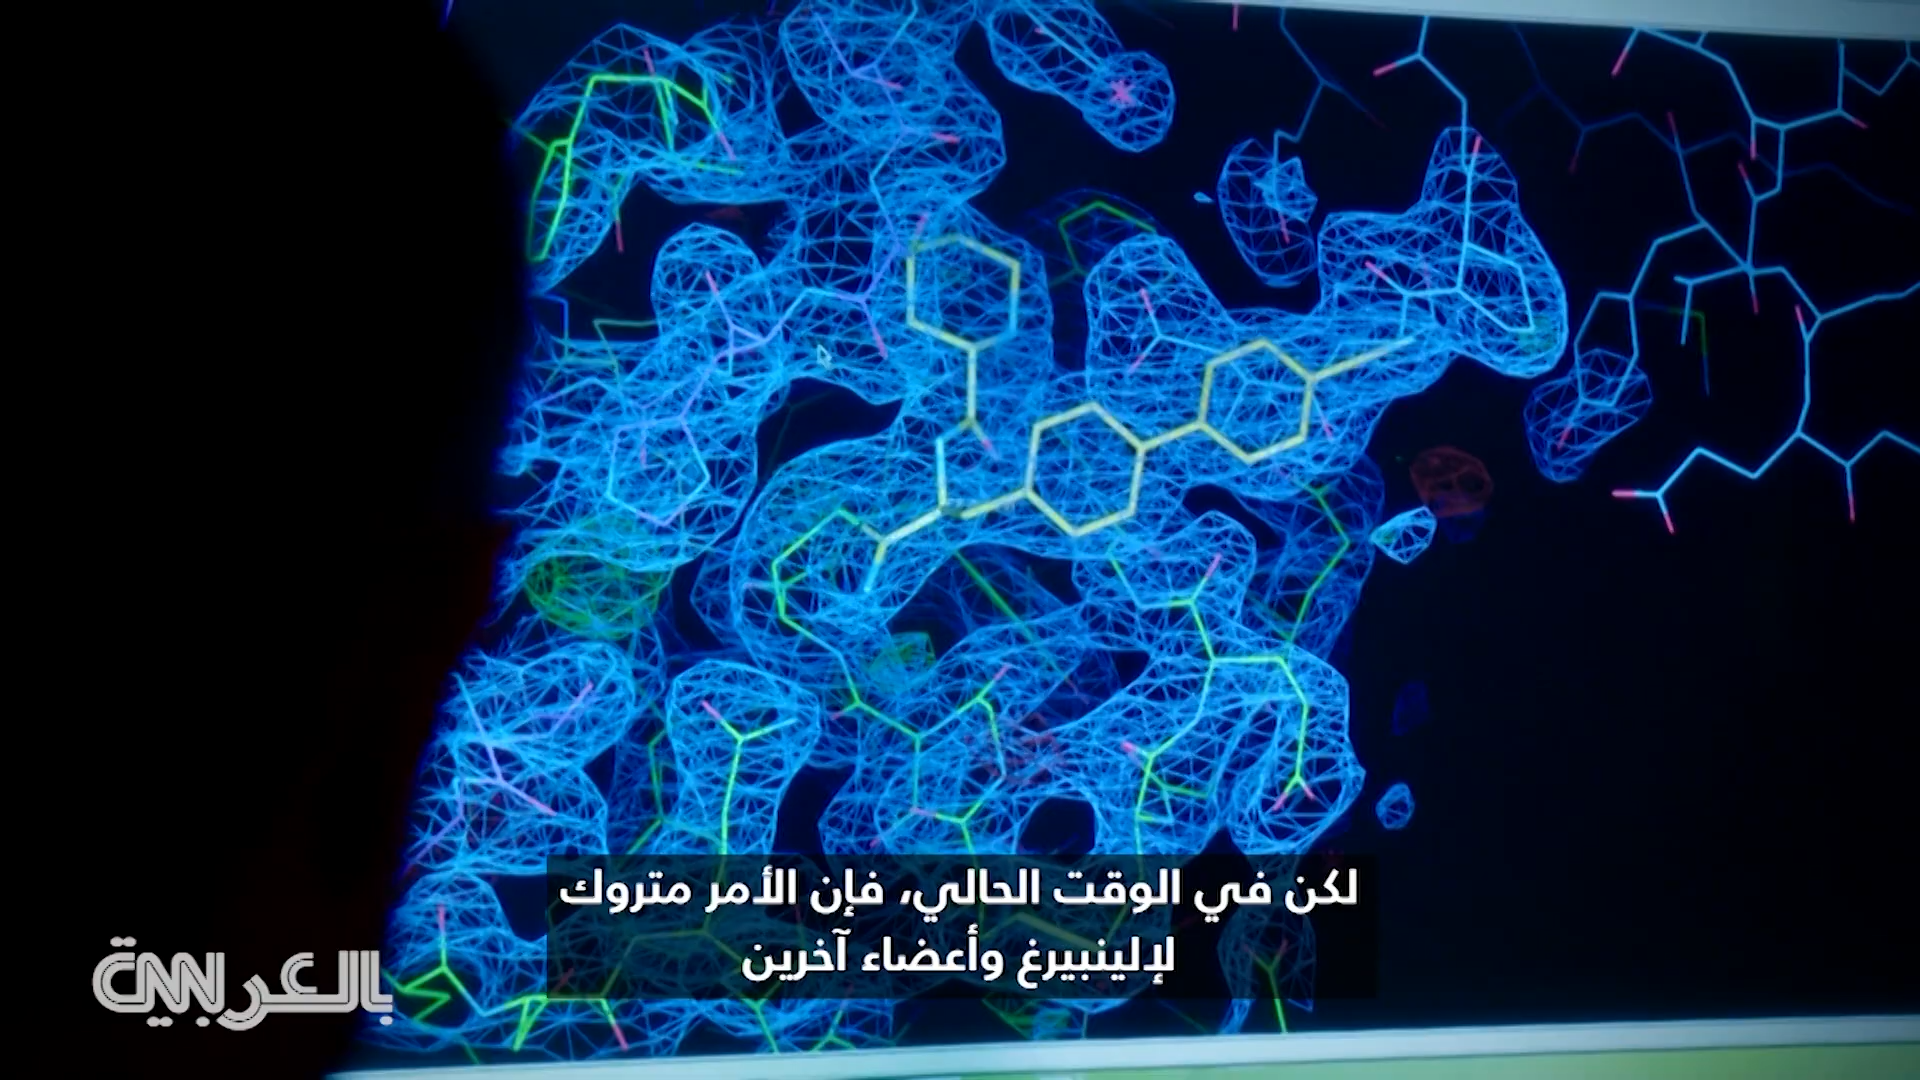 لكن في الوقت الحالي، فإن الأمر متروك
لإلينبيرغ وأعضاء آخرين
CNN بالعربية